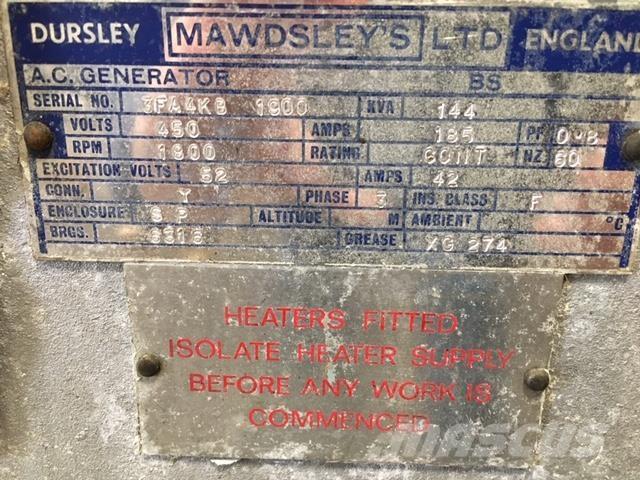 DURSLEY MAWDSLEY'S LTD ENGLAND
A.C. GENERATOR BS
SERIAL NO. 3FA4KB 1900 KVA 144
VOLTS 450 AMPS 185 PF 0.8
RPM 1800 RATING CONT HZ 60
EXCITATION VOLTS 52 AMPS 42
CONN. Y PHASE 3 INS. CLASS F
ENCLOSURE S P ALTITUDE M AMBIENT °C
BRGS. 6316 GREASE XG 274
HEATERS FITTED
ISOLATE HEATER SUPPLY
BEFORE ANY WORK IS
COMMENCED
MASCUS